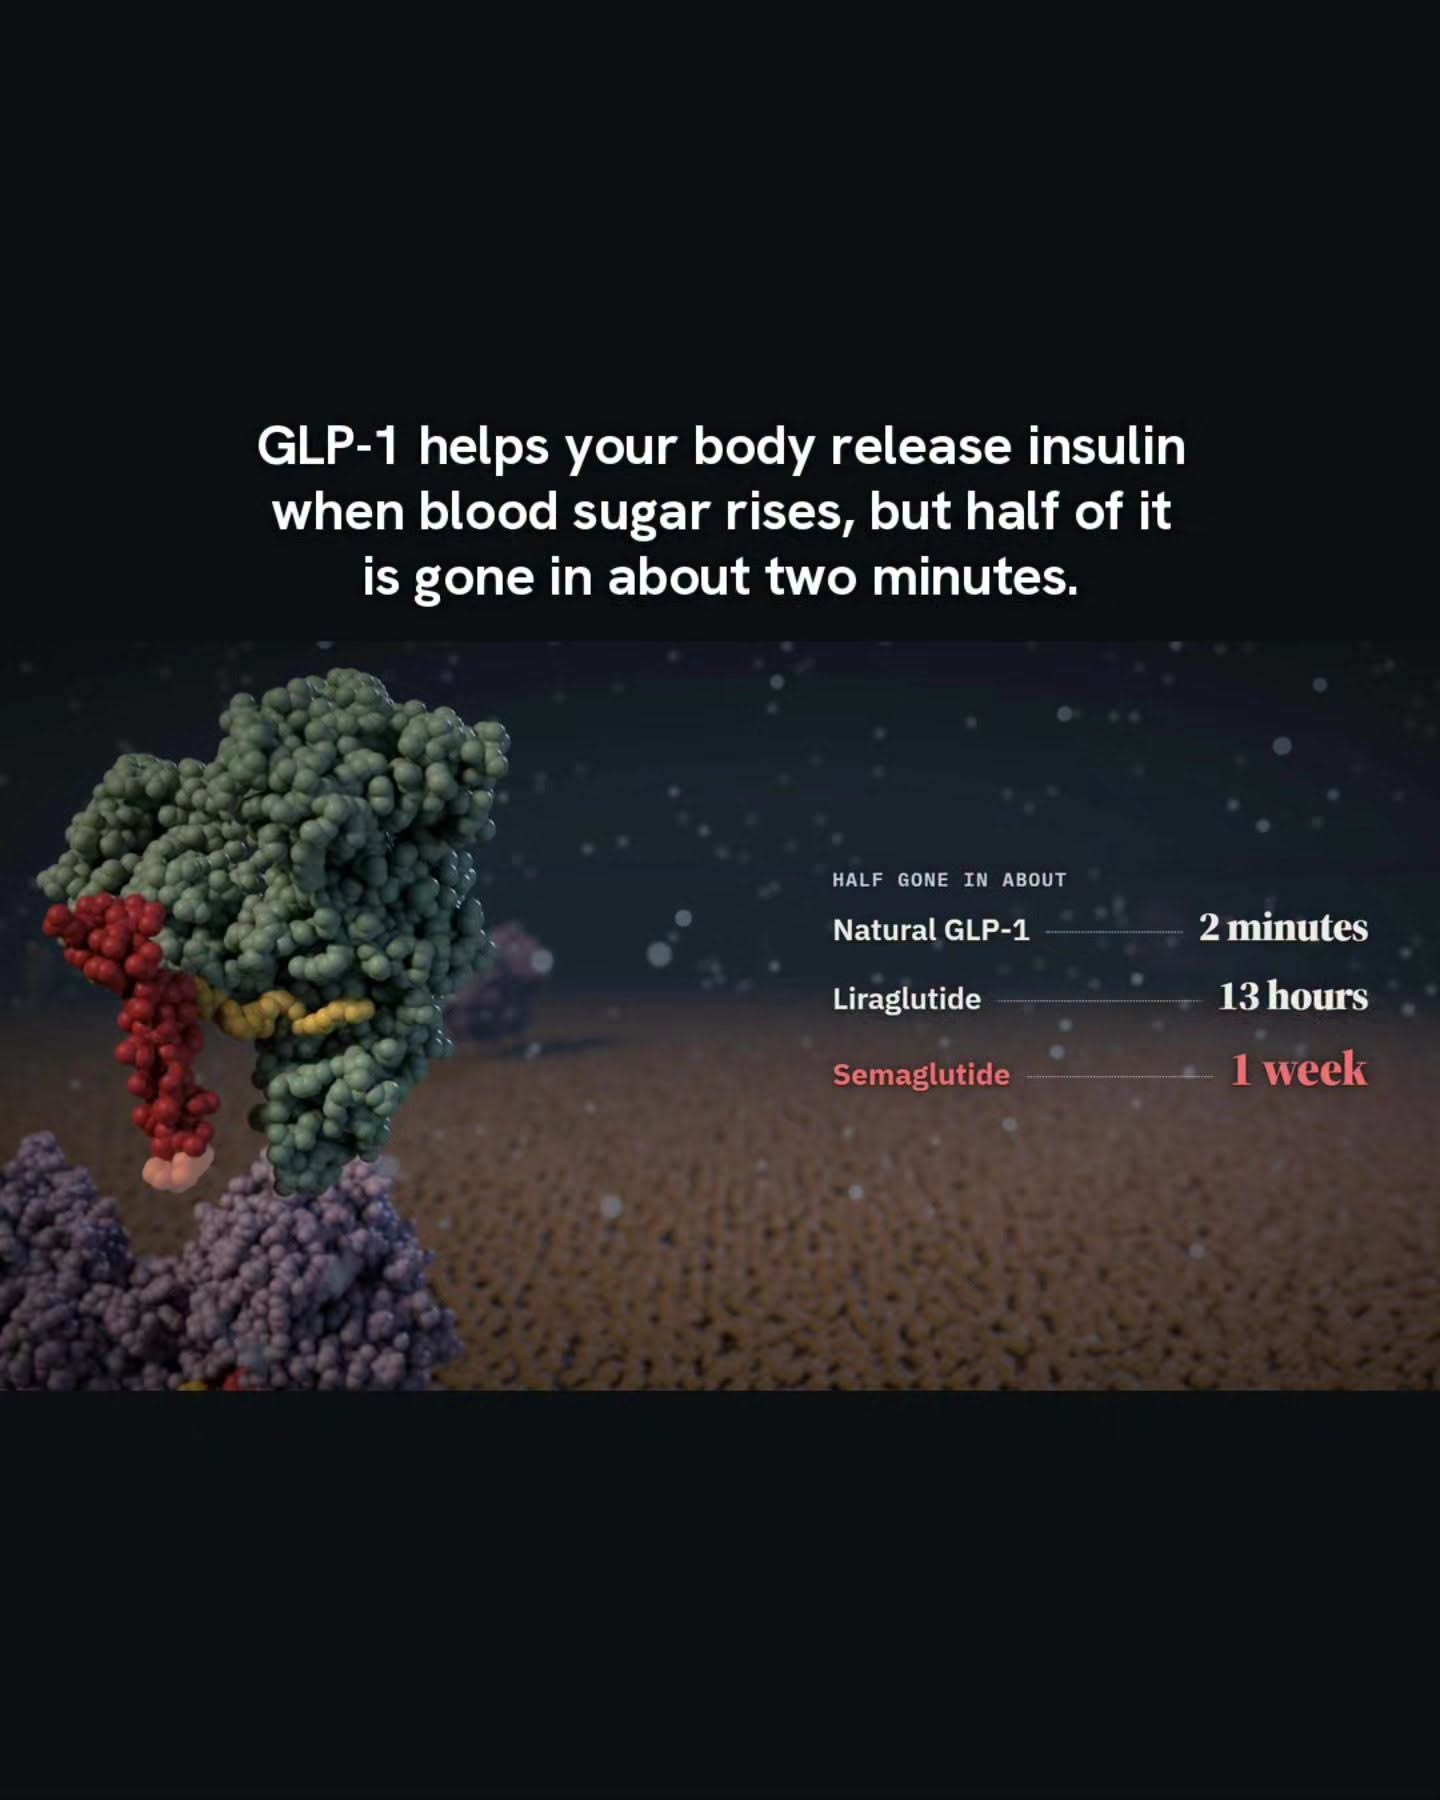 GLP-1 helps your body release insulin
when blood sugar rises, but half of it
is gone in about two minutes.
HALF GONE IN ABOUT
Natural GLP-1 2 minutes
Liraglutide 13 hours
Semaglutide 1 week